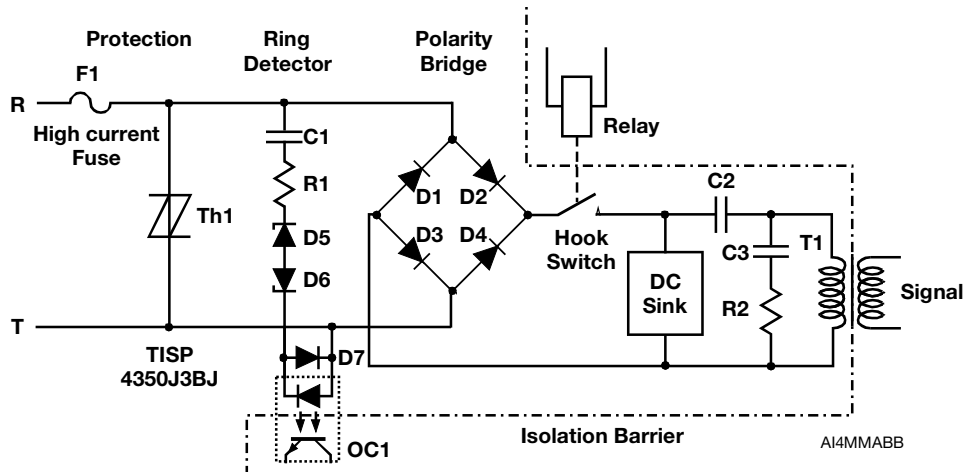 Protection
Ring
Detector
Polarity
Bridge
F1
R
High current
Fuse
C1
R1
Th1
D5
D6
D1
D2
D3
D4
Relay
Hook
Switch
C2
C3
T1
DC
Sink
R2
Signal
T
TISP
4350J3BJ
D7
OC1
Isolation Barrier
AI4MMABB